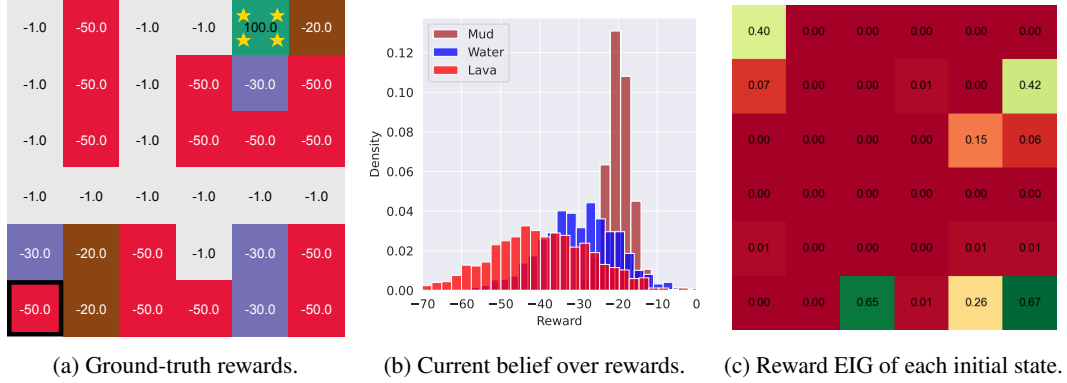 -1.0 -50.0 -1.0 -1.0 100.0 -20.0
-1.0 -50.0 -1.0 -50.0 -30.0 -50.0
-1.0 -50.0 -1.0 -50.0 -50.0 -50.0
-1.0 -1.0 -1.0 -1.0 -1.0 -1.0
-30.0 -20.0 -50.0 -1.0 -30.0 -50.0
-50.0 -20.0 -50.0 -50.0 -30.0 -50.0
(a) Ground-truth rewards.
Mud
Water
Lava
Density
0.12
0.10
0.08
0.06
0.04
0.02
0.00
−70 −60 −50 −40 −30 −20 −10 0
Reward
(b) Current belief over rewards.
0.40 0.00 0.00 0.00 0.00 0.00
0.07 0.00 0.00 0.01 0.00 0.42
0.00 0.00 0.00 0.00 0.15 0.06
0.00 0.00 0.00 0.00 0.00 0.00
0.01 0.00 0.01 0.00 0.01 0.01
0.00 0.00 0.65 0.01 0.26 0.67
(c) Reward EIG of each initial state.